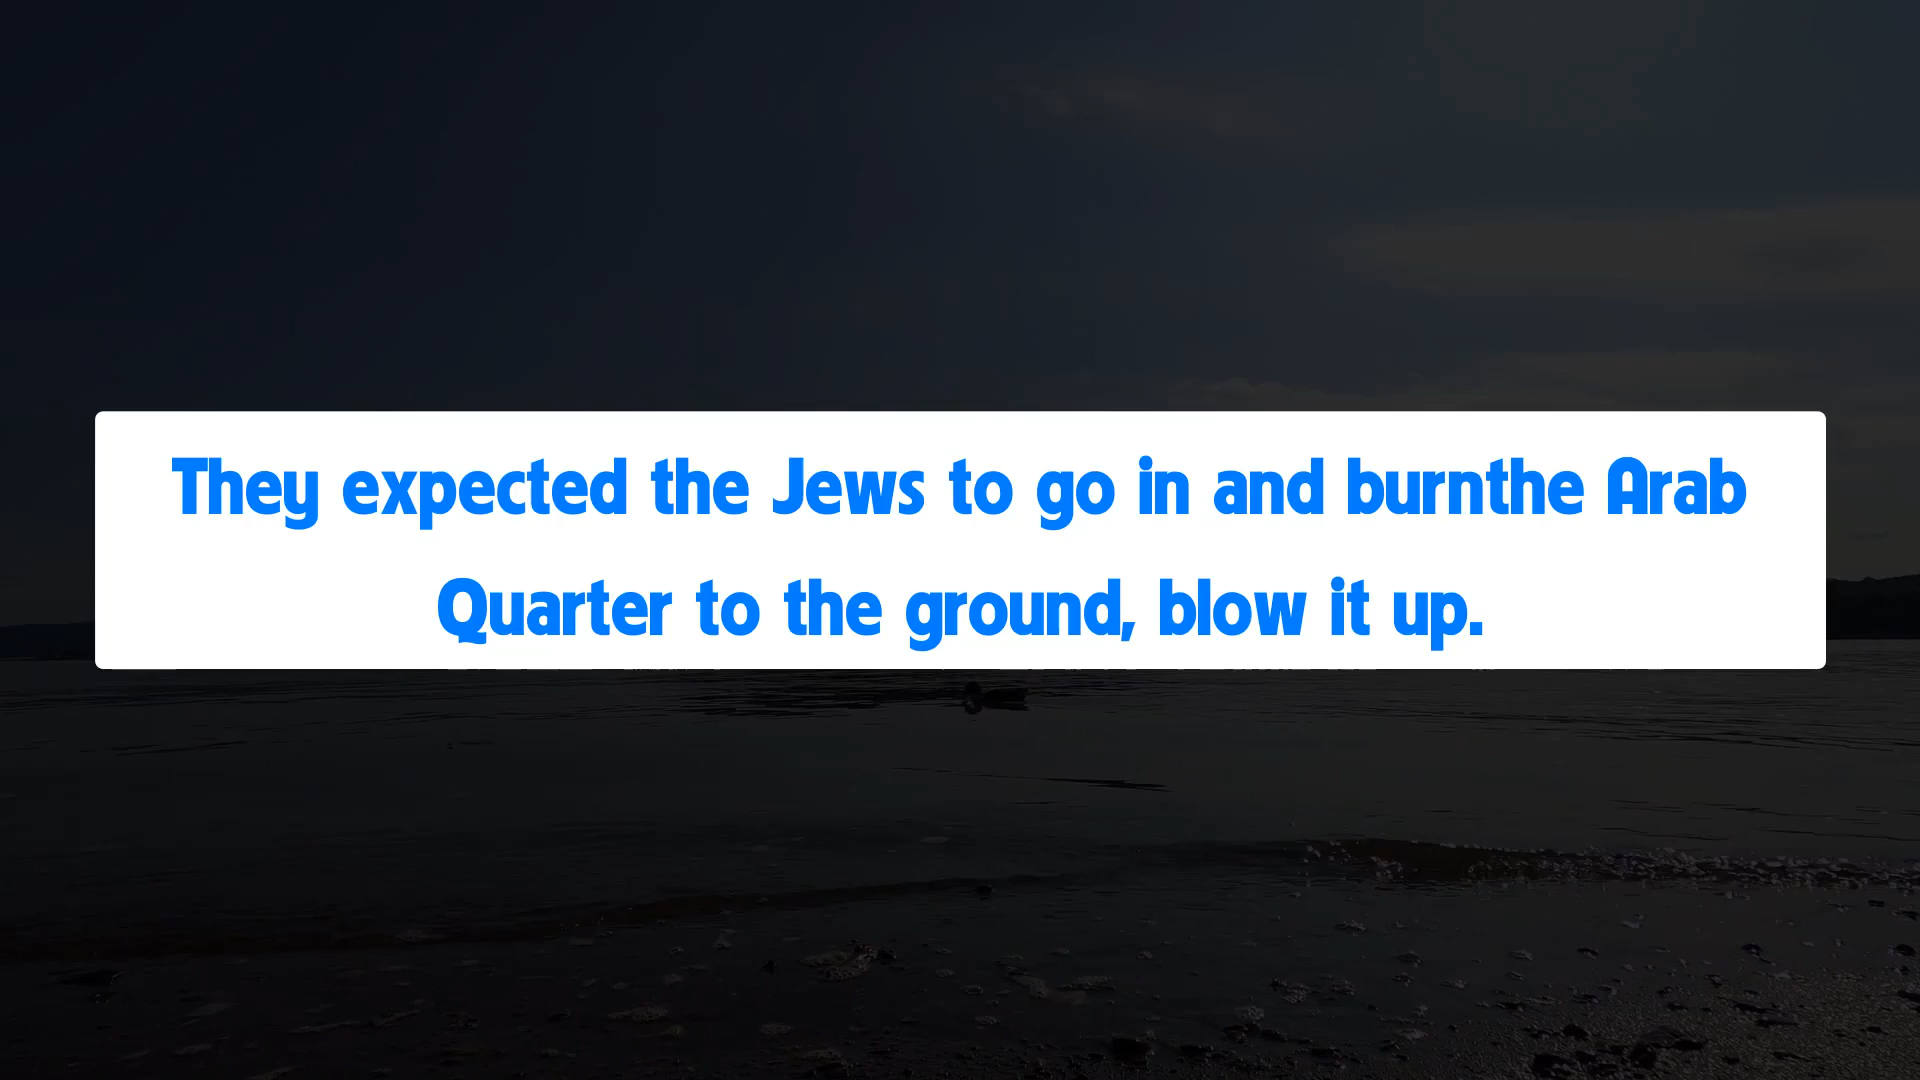 They expected the Jews to go in and burnthe Arab
Quarter to the ground, blow it up.